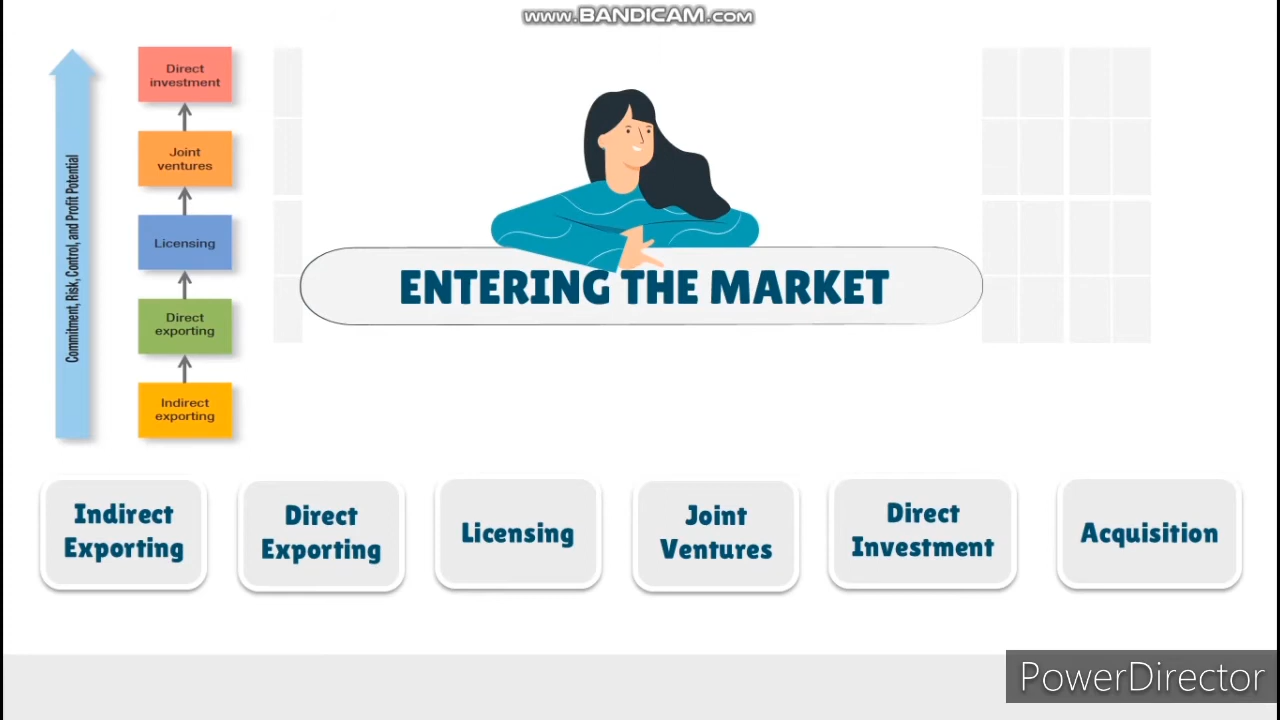 www.BANDICAM.com
Direct
investment
Joint
ventures
Licensing
Direct
exporting
Indirect
exporting
Commitment, Risk, Control, and Profit Potential
ENTERING THE MARKET
Indirect
Exporting
Direct
Exporting
Licensing
Joint
Ventures
Direct
Investment
Acquisition
PowerDirector